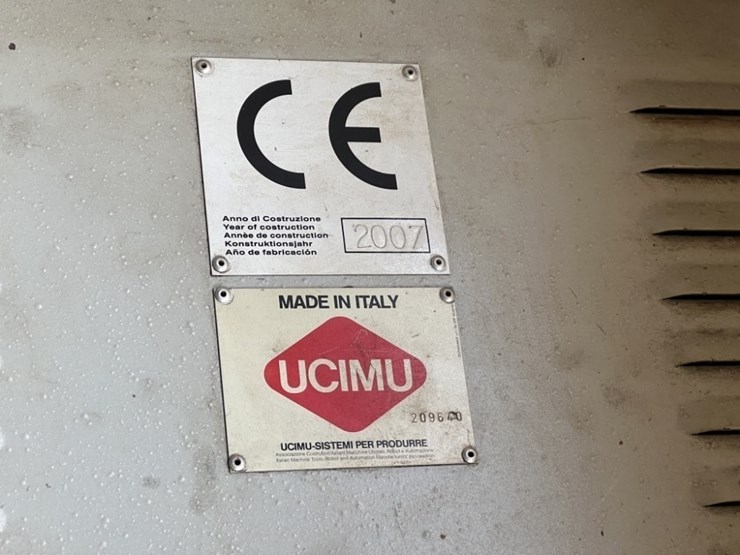 CE
Anno di Costruzione
Year of costruction
Année de construction
Konstruktionsjahr
Año de fabricación
2007
MADE IN ITALY
UCIMU
UCIMU-SISTEMI PER PRODURRE